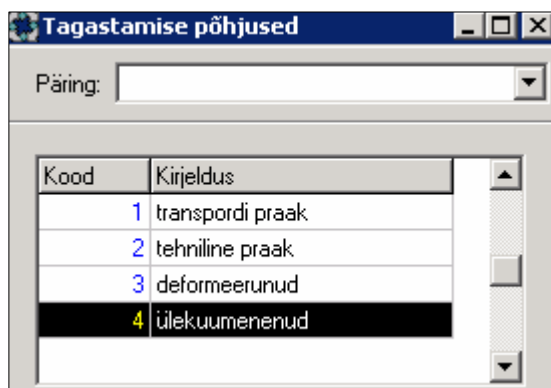 Tagastamise põhjused
Päring:
Kood Kirjeldus
1 transpordi praak
2 tehniline praak
3 deformeerunud
4 ülekuumenenud